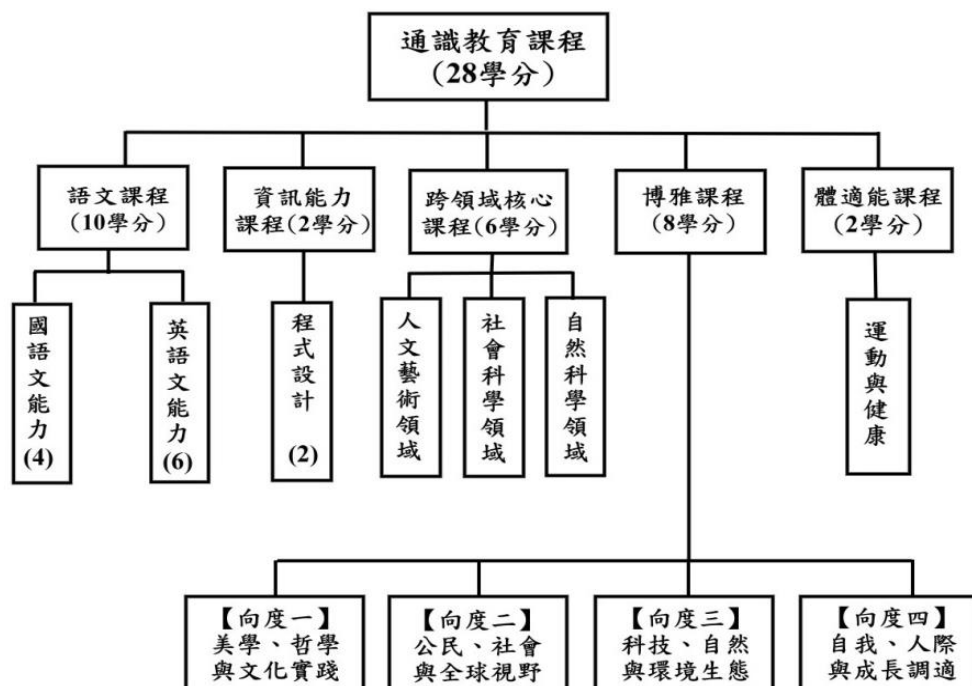 通識教育課程
(28學分)
語文課程
(10學分)
資訊能力
課程(2學分)
跨領域核心
課程(6學分)
博雅課程
(8學分)
體適能課程
(2學分)
國語文能力(4)
英語文能力(6)
程式設計 (2)
人文藝術領域
社會科學領域
自然科學領域
運動與健康
【向度一】
美學、哲學
與文化實踐
【向度二】
公民、社會
與全球視野
【向度三】
科技、自然
與環境生態
【向度四】
自我、人際
與成長調適